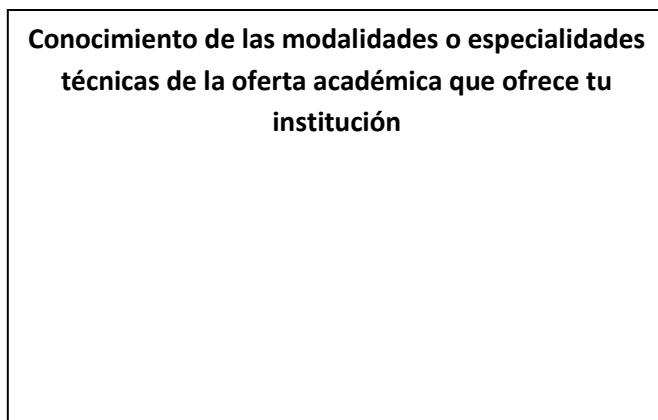 Conocimiento de las modalidades o especialidades
técnicas de la oferta académica que ofrece tu
institución